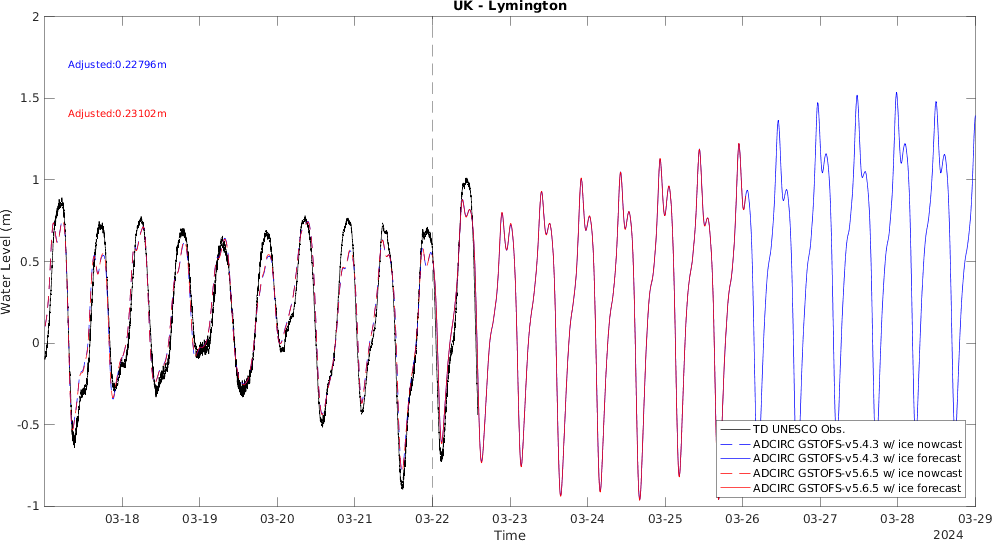 UK - Lymington
Adjusted:0.22796m
Adjusted:0.23102m
Water Level (m)
2
1.5
1
0.5
0
-0.5
-1
TD UNESCO Obs.
ADCIRC GSTOFS-v5.4.3 w/ ice nowcast
ADCIRC GSTOFS-v5.4.3 w/ ice forecast
ADCIRC GSTOFS-v5.6.5 w/ ice nowcast
ADCIRC GSTOFS-v5.6.5 w/ ice forecast
03-18 03-19 03-20 03-21 03-22 03-23 03-24 03-25 03-26 03-27 03-28 03-29
Time
2024